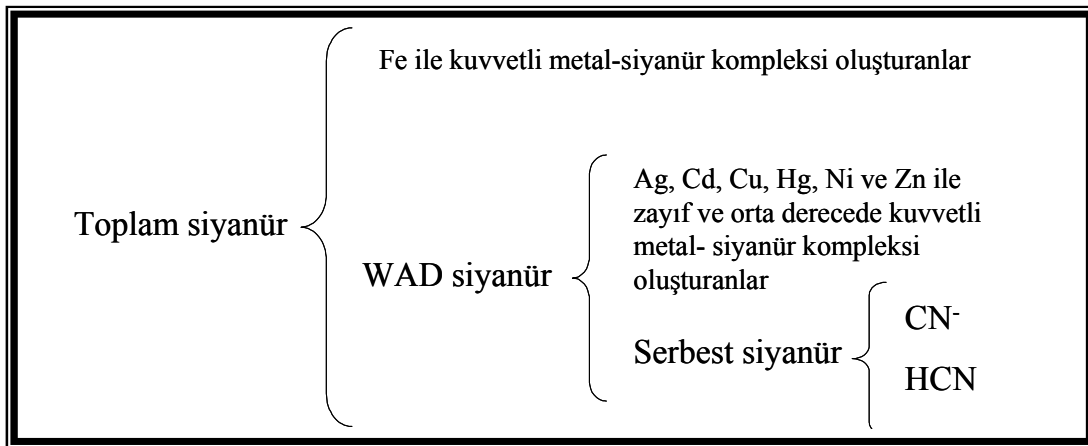 Fe ile kuvvetli metal-siyanür kompleksi oluşturanlar
Toplam siyanür
WAD siyanür
Ag, Cd, Cu, Hg, Ni ve Zn ile
zayıf ve orta derecede kuvvetli
metal- siyanür kompleksi
oluşturanlar
Serbest siyanür
CN⁻
HCN